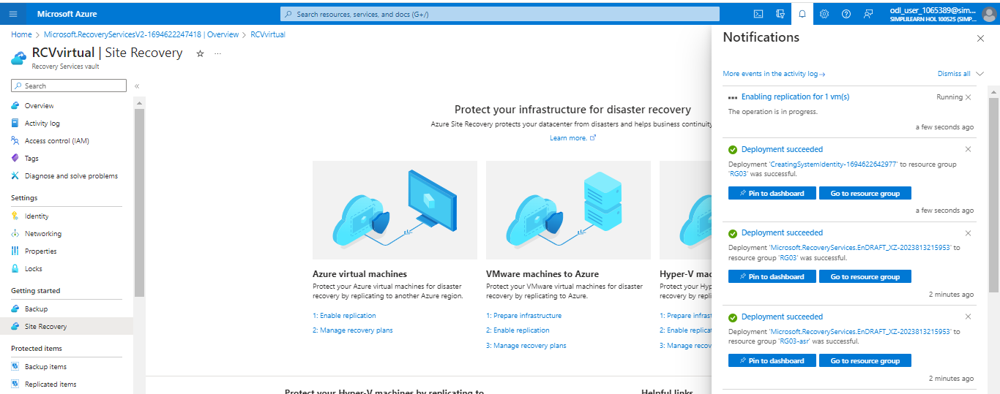 Microsoft Azure
Search resources, services, and docs (G+/)
odl_user_1065389@sim...
SIMPLILEARN HOL 100525 (SIMP...
Home > Microsoft.RecoveryServicesV2-1694622247418 | Overview > RCVvirtual
RCVvirtual | Site Recovery
Recovery Services vault
Search
Overview
Activity log
Access control (IAM)
Tags
Diagnose and solve problems
Settings
Identity
Networking
Properties
Locks
Getting started
Backup
Site Recovery
Protected items
Backup items
Replicated items
Protect your infrastructure for disaster recovery
Azure Site Recovery protects your datacenter from disasters and helps business continuity
Learn more.
Azure virtual machines
Protect your Azure virtual machines for disaster
recovery by replicating to another Azure region.
1: Enable replication
2: Manage recovery plans
VMware machines to Azure
Protect your VMware virtual machines for disaster
recovery by replicating to Azure.
1: Prepare infrastructure
2: Enable replication
3: Manage recovery plans
Hyper-V mac
Protect your Hyp
recovery by repli
1: Prepare infrast
2: Enable replicat
3: Manage recov
Protect your Hyper-V machines by replicating to
Helpful links
Notifications
More events in the activity log →
Dismiss all
Enabling replication for 1 vm(s)
Running
The operation is in progress.
a few seconds ago
Deployment succeeded
Deployment 'CreatingSystemIdentity-1694622642977' to resource group
'RG03' was successful.
Pin to dashboard
Go to resource group
a few seconds ago
Deployment succeeded
Deployment 'Microsoft.RecoveryServices.EnDRAFT_XZ-2023813215953' to
resource group 'RG03' was successful.
Pin to dashboard
Go to resource group
2 minutes ago
Deployment succeeded
Deployment 'Microsoft.RecoveryServices.EnDRAFT_XZ-2023813215953' to
resource group 'RG03-asr' was successful.
Pin to dashboard
Go to resource group
2 minutes ago